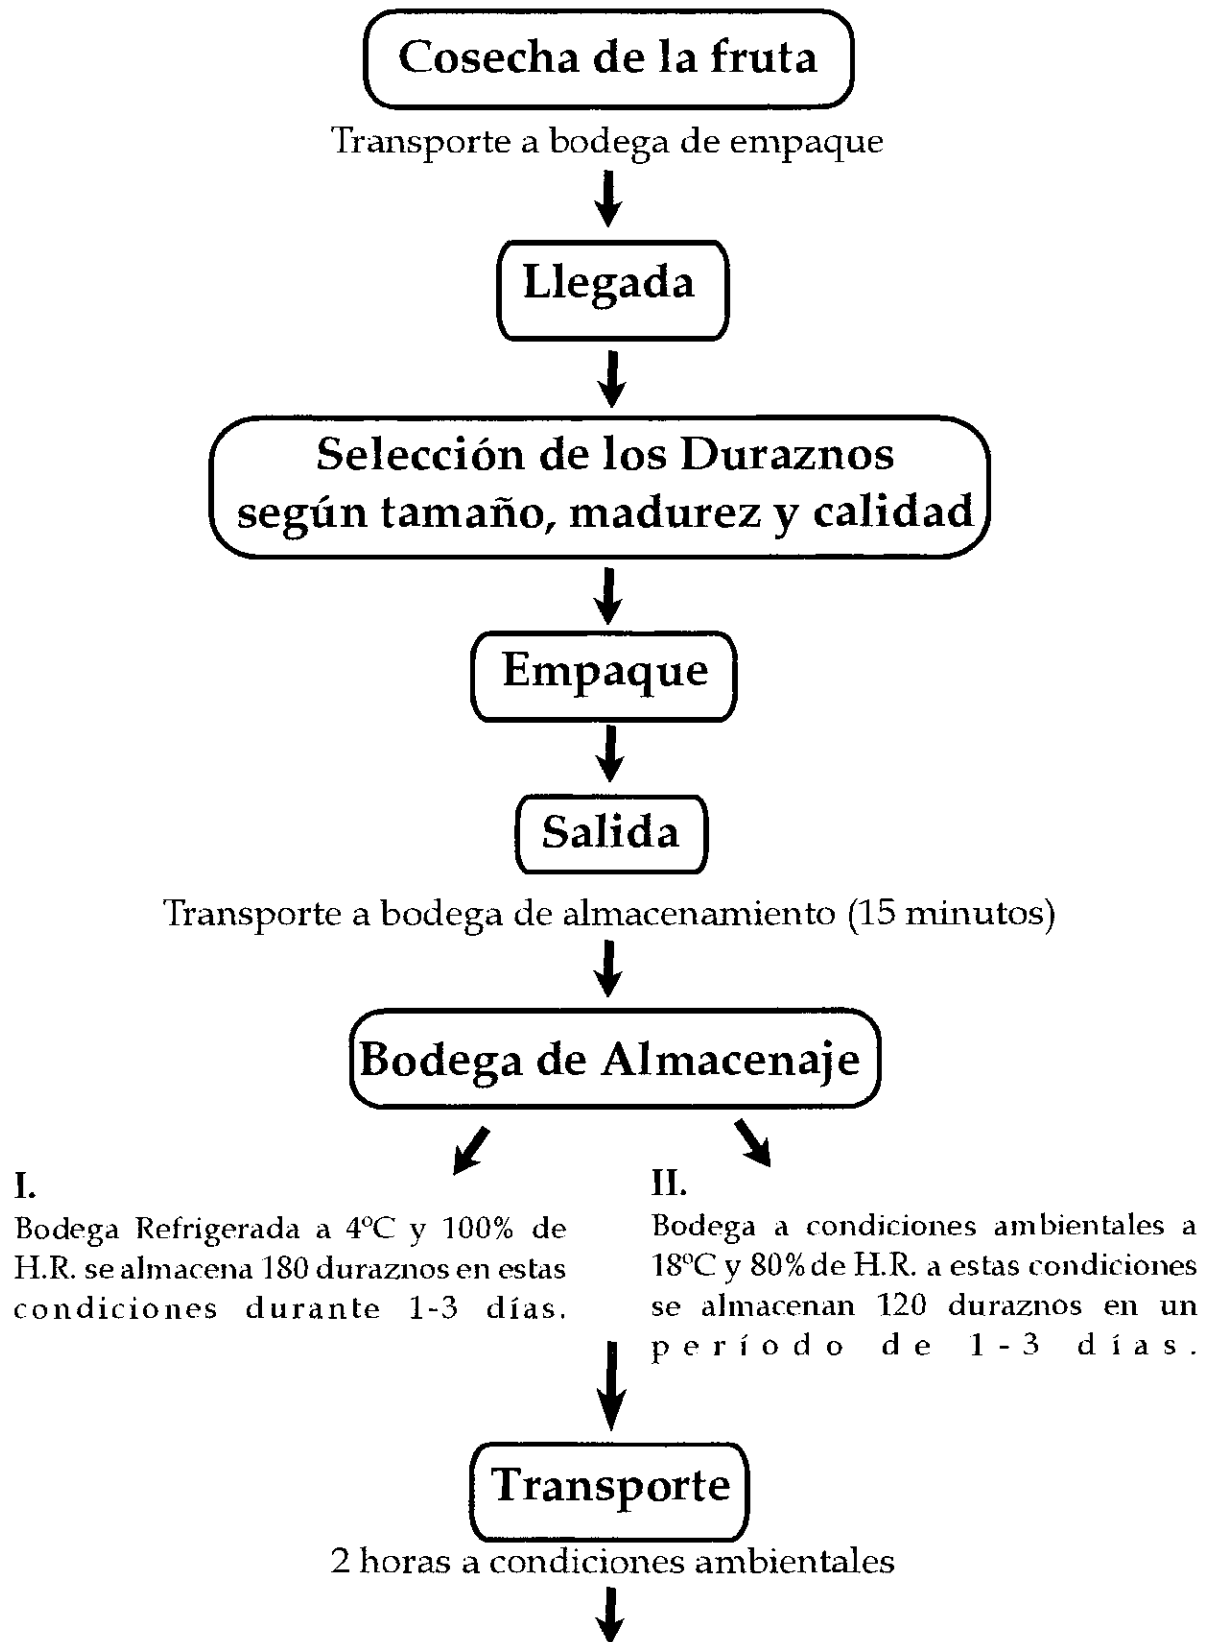 Cosecha de la fruta
Transporte a bodega de empaque
Llegada
Selección de los Duraznos
según tamaño, madurez y calidad
Empaque
Salida
Transporte a bodega de almacenamiento (15 minutos)
Bodega de Almacenaje
I.
Bodega Refrigerada a 4ºC y 100% de
H.R. se almacena 180 duraznos en estas
condiciones durante 1-3 días.
II.
Bodega a condiciones ambientales a
18ºC y 80% de H.R. a estas condiciones
se almacenan 120 duraznos en un
período de 1-3 días.
Transporte
2 horas a condiciones ambientales